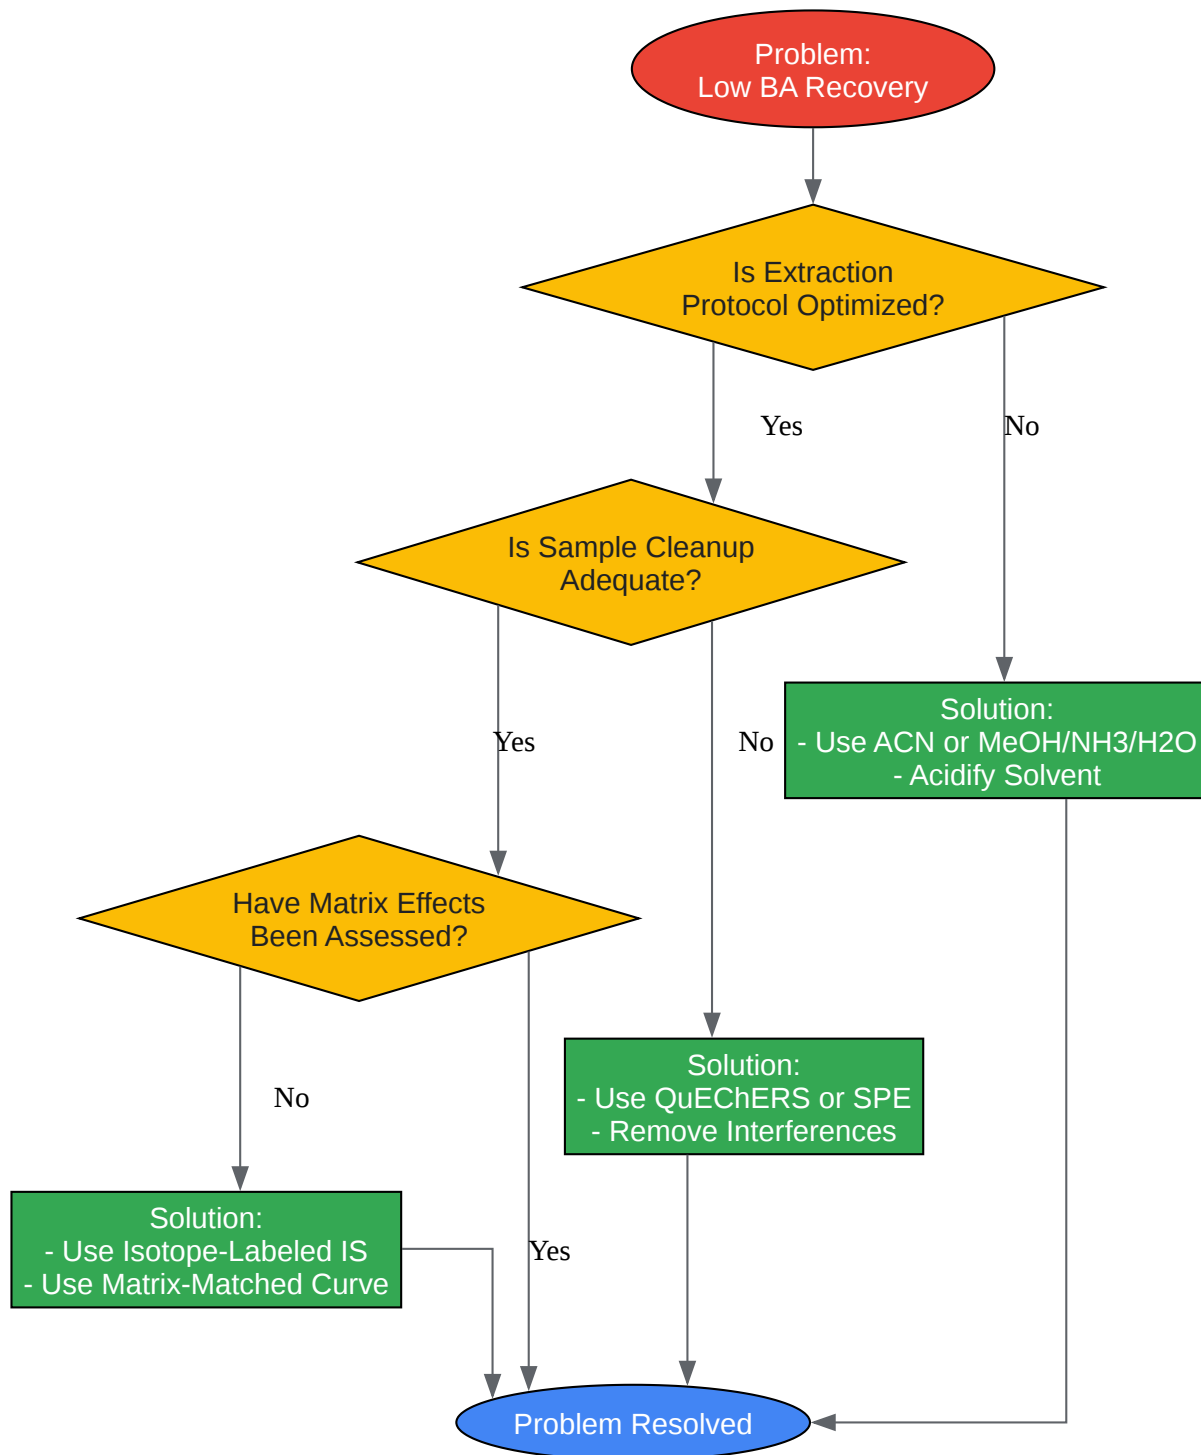 Problem:
Low BA Recovery
Is Extraction
Protocol Optimized?
Yes
No
Is Sample Cleanup
Adequate?
Yes
No
Solution:
- Use ACN or MeOH/NH3/H2O
- Acidify Solvent
Have Matrix Effects
Been Assessed?
No
Yes
Solution:
- Use QuEChERS or SPE
- Remove Interferences
Solution:
- Use Isotope-Labeled IS
- Use Matrix-Matched Curve
Problem Resolved